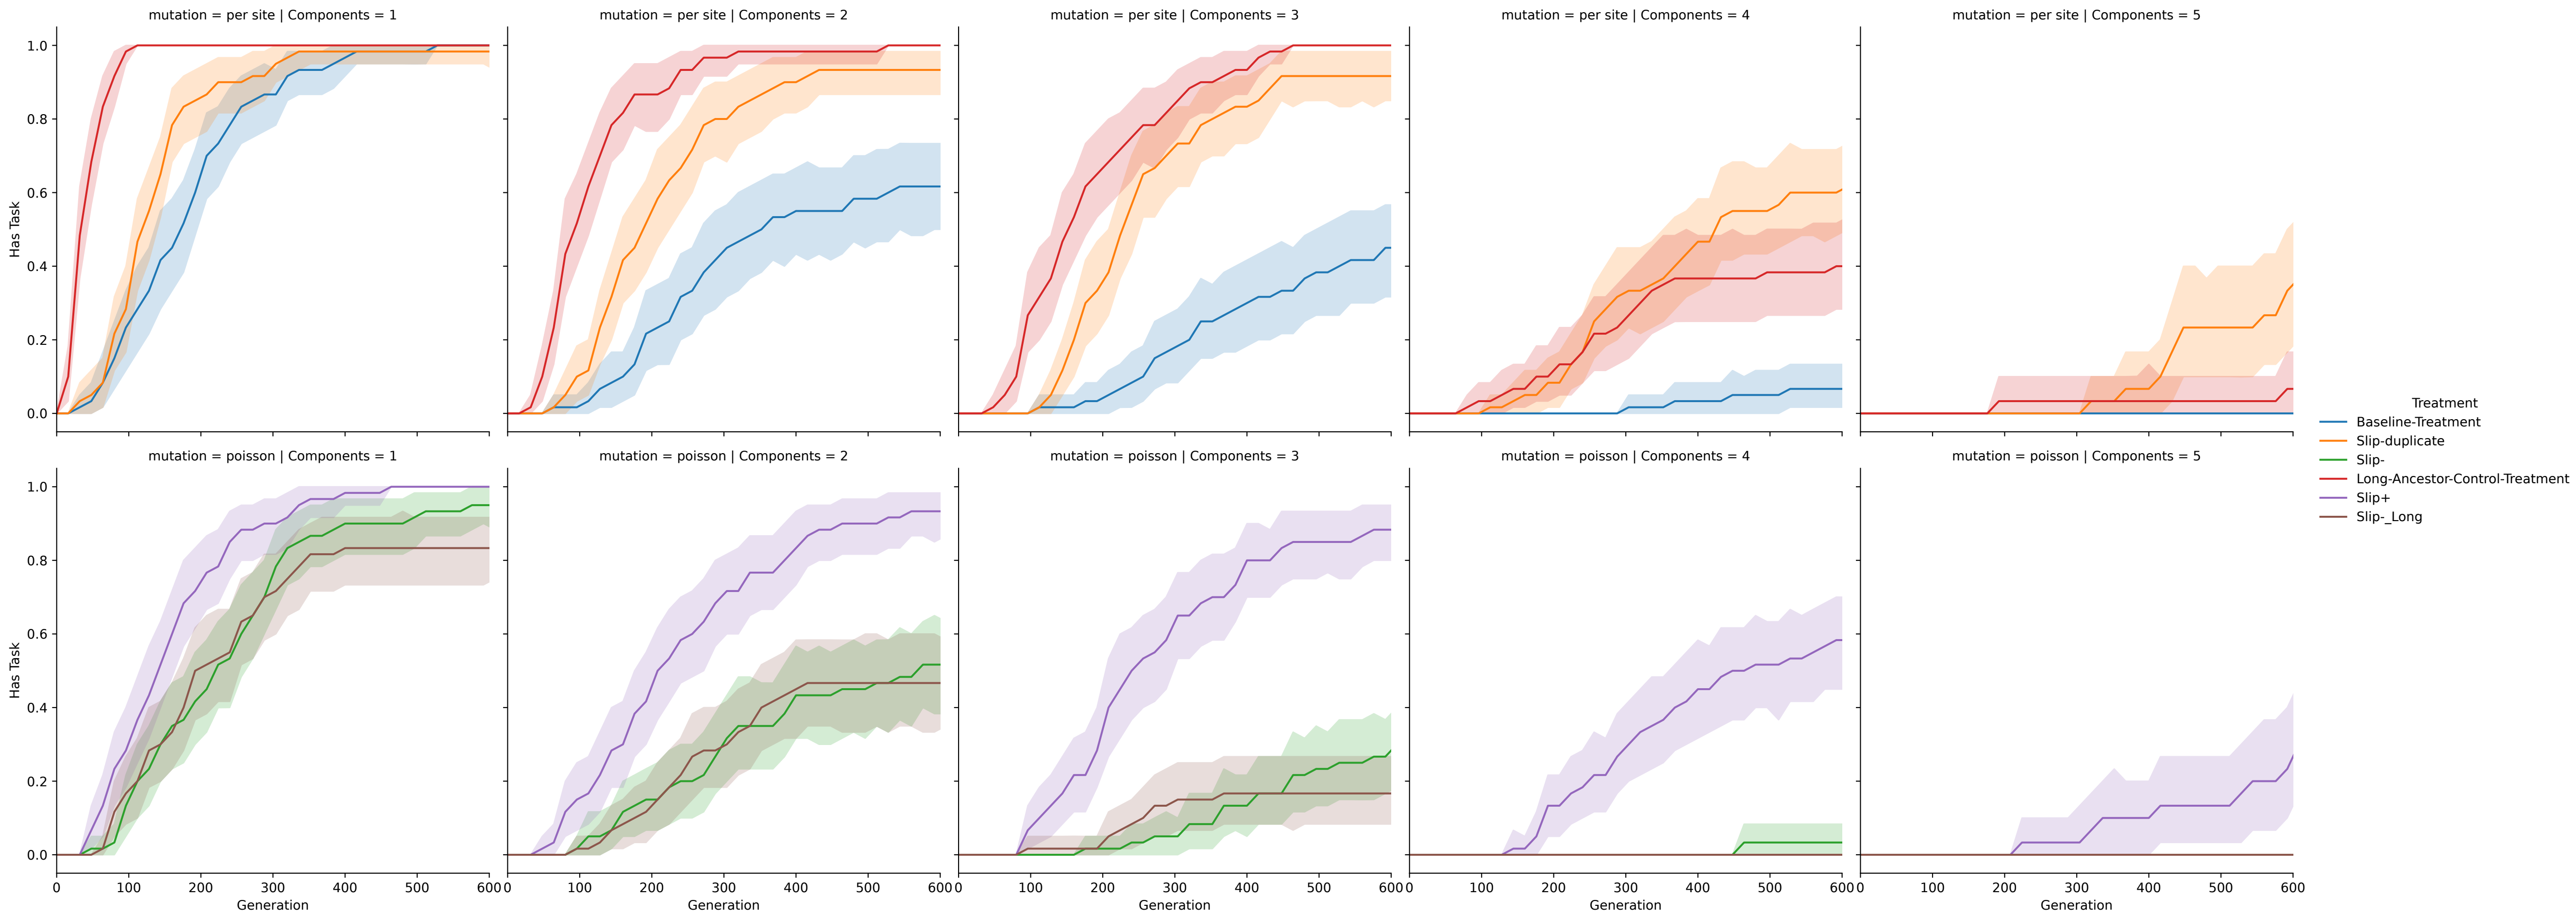 mutation = per site | Components = 1
mutation = per site | Components = 2
mutation = per site | Components = 3
mutation = per site | Components = 4
mutation = per site | Components = 5
1.0
0.8
0.6
0.4
0.2
0.0
Has Task
Treatment
Baseline-Treatment
Slip-duplicate
Slip-
Long-Ancestor-Control-Treatment
Slip+
Slip-_Long
mutation = poisson | Components = 1
mutation = poisson | Components = 2
mutation = poisson | Components = 3
mutation = poisson | Components = 4
mutation = poisson | Components = 5
1.0
0.8
0.6
0.4
0.2
0.0
Has Task
0 100 200 300 400 500 600
0 100 200 300 400 500 600
0 100 200 300 400 500 600
0 100 200 300 400 500 600
0 100 200 300 400 500 600
Generation
Generation
Generation
Generation
Generation